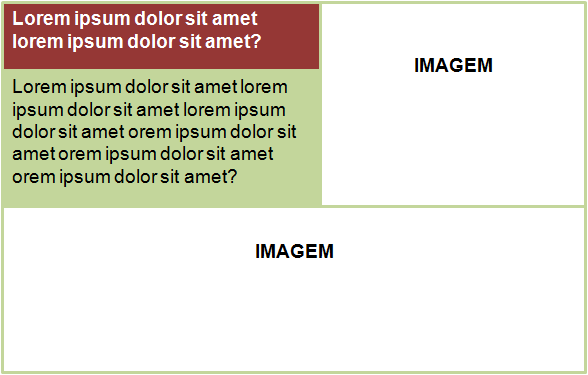 Lorem ipsum dolor sit amet
lorem ipsum dolor sit amet?
Lorem ipsum dolor sit amet lorem
ipsum dolor sit amet lorem ipsum
dolor sit amet orem ipsum dolor sit
amet orem ipsum dolor sit amet
orem ipsum dolor sit amet?
IMAGEM
IMAGEM